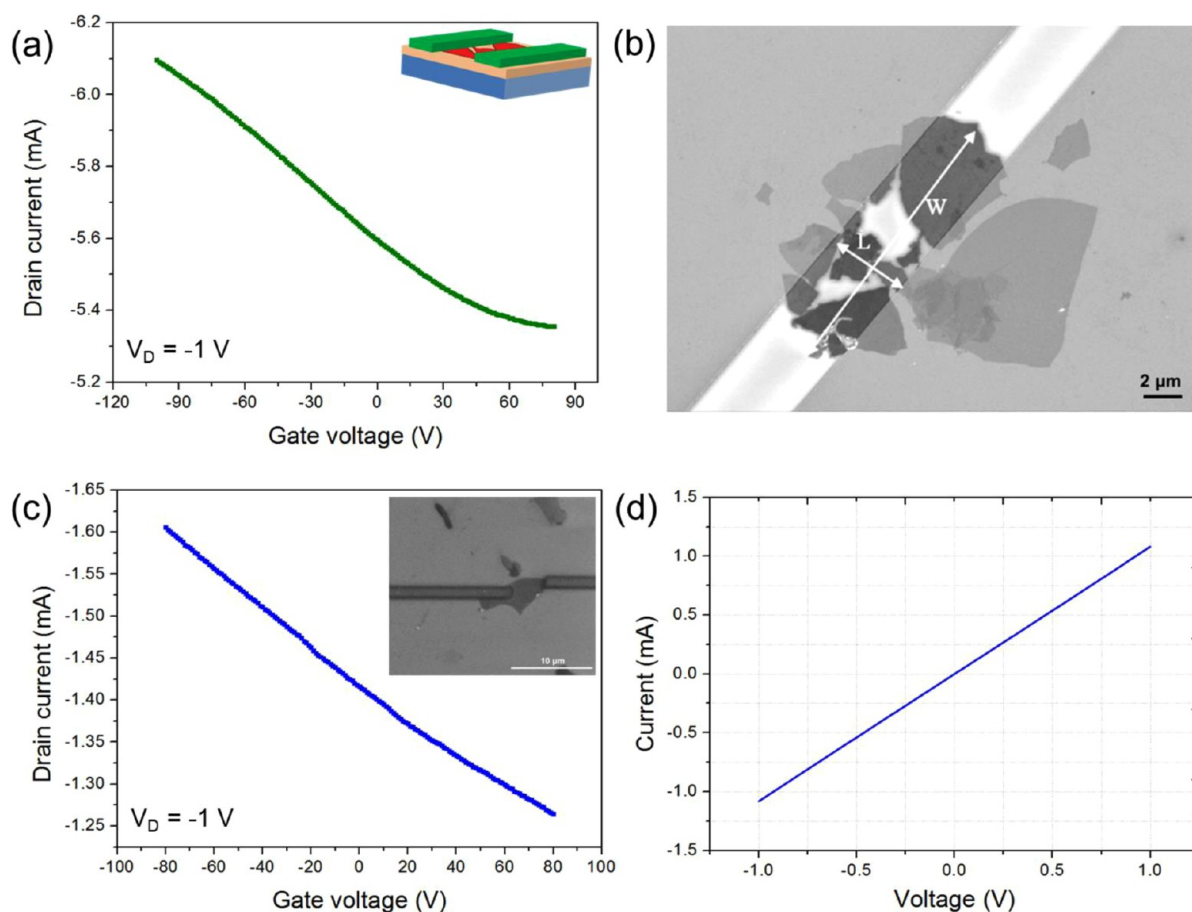 (a)
-6.2
-6.0
-5.8
-5.6
-5.4
-5.2
Drain current (mA)
V_D = -1 V
-120 -90 -60 -30 0 30 60 90
Gate voltage (V)
(b)
W
L
2 µm
(c)
-1.65
-1.60
-1.55
-1.50
-1.45
-1.40
-1.35
-1.30
-1.25
Drain current (mA)
10 µm
V_D = -1 V
-100 -80 -60 -40 -20 0 20 40 60 80 100
Gate voltage (V)
(d)
1.5
1.0
0.5
0.0
-0.5
-1.0
-1.5
Current (mA)
-1.0 -0.5 0.0 0.5 1.0
Voltage (V)